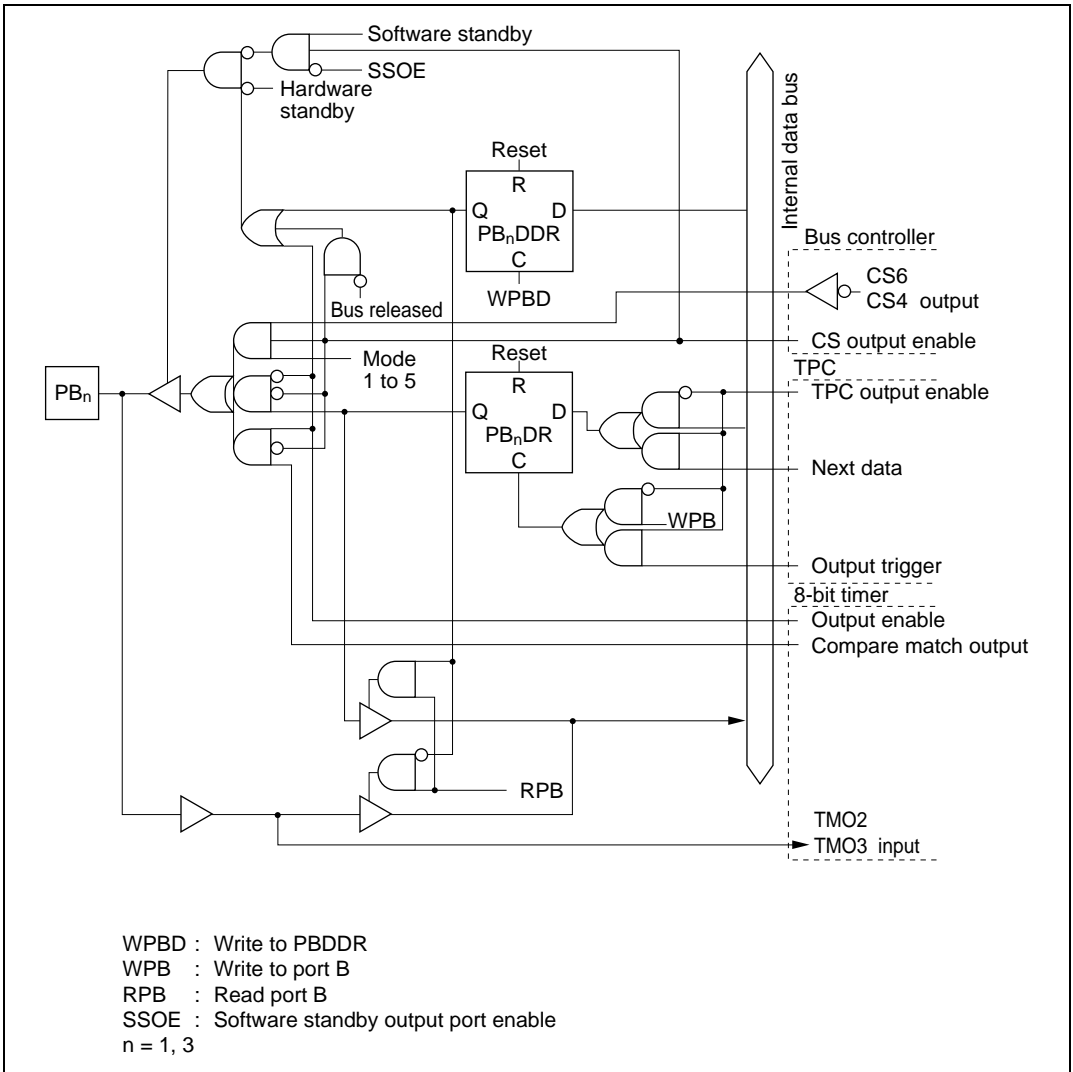 Software standby
SSOE
Hardware
standby
Internal data bus
Reset
R
Q D
PBnDDR
C
WPBD
Bus released
Bus controller
CS6
CS4 output
CS output enable
Mode
1 to 5
Reset
R
Q D
PBnDR
C
PBn
TPC
TPC output enable
Next data
WPB
Output trigger
8-bit timer
Output enable
Compare match output
RPB
TMO2
TMO3 input
WPBD : Write to PBDDR
WPB : Write to port B
RPB : Read port B
SSOE : Software standby output port enable
n = 1, 3